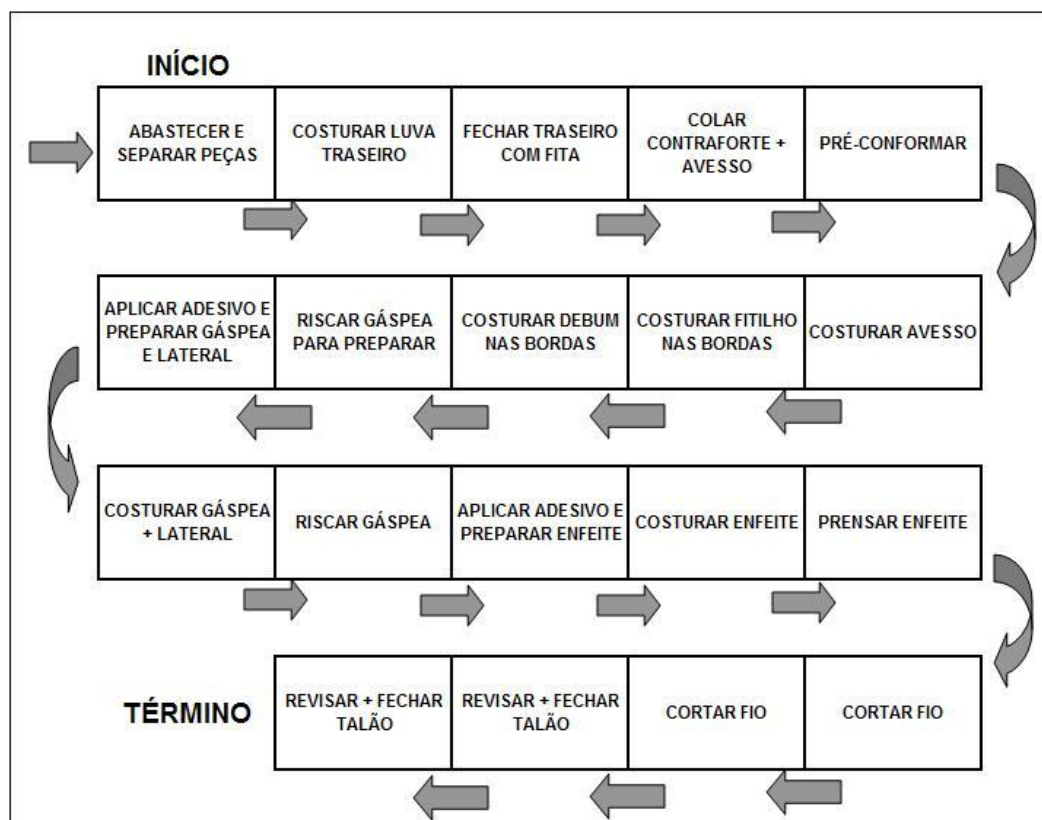 INÍCIO
ABASTECER E
SEPARAR PEÇAS
COSTURAR LUVA
TRASEIRO
FECHAR TRASEIRO
COM FITA
COLAR
CONTRAFORTE +
AVESSO
PRÉ-CONFORMAR
APLICAR ADESIVO E
PREPARAR GÁSPEA
E LATERAL
RISCAR GÁSPEA
PARA PREPARAR
COSTURAR DEBUM
NAS BORDAS
COSTURAR FITILHO
NAS BORDAS
COSTURAR AVESSO
COSTURAR GÁSPEA
+ LATERAL
RISCAR GÁSPEA
APLICAR ADESIVO E
PREPARAR ENFEITE
COSTURAR ENFEITE
PRENSAR ENFEITE
TÉRMINO
REVISAR + FECHAR
TALÃO
REVISAR + FECHAR
TALÃO
CORTAR FIO
CORTAR FIO